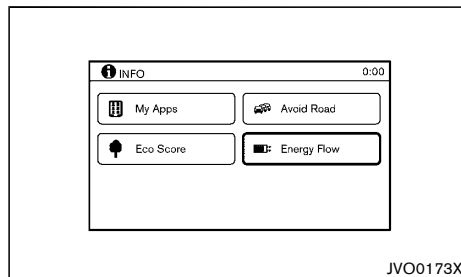 INFO 0:00
My Apps Avoid Road
Eco Score Energy Flow
JVO0173X